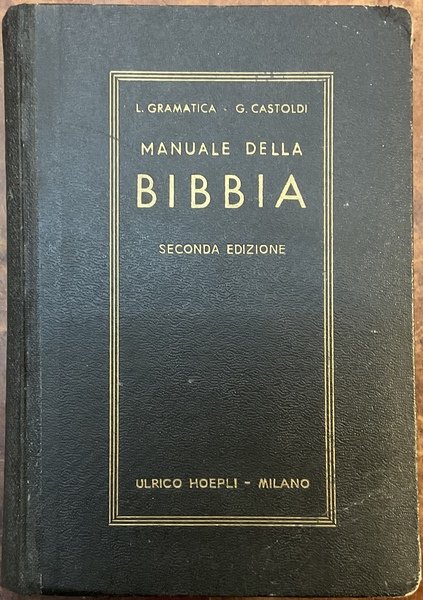 L. GRAMATICA - G. CASTOLDI
MANUALE DELLA
BIBBIA
SECONDA EDIZIONE
ULRICO HOEPLI - MILANO